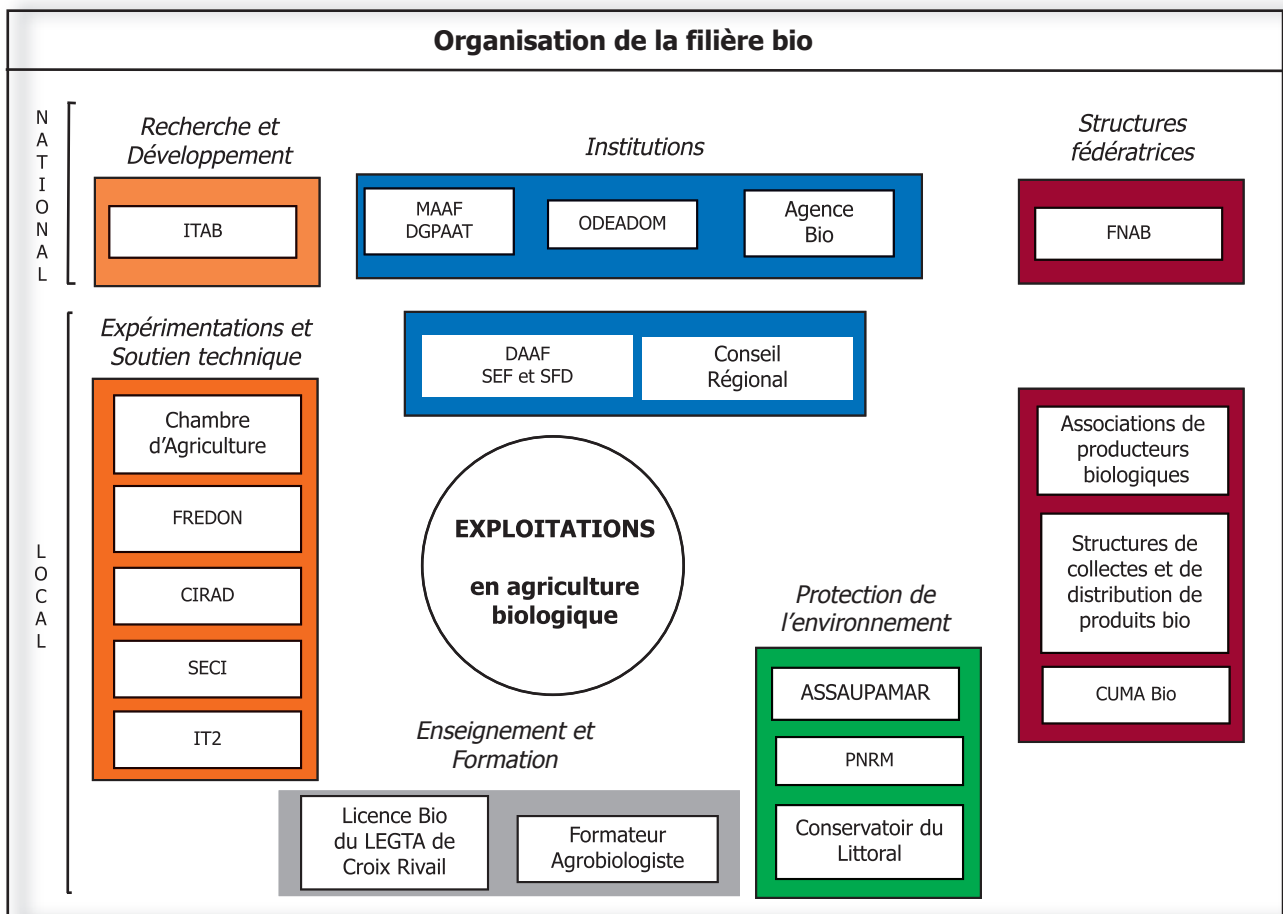 Organisation de la filière bio
NATIONAL
Recherche et
Développement
ITAB
Institutions
MAAF
DGPAAT
ODEADOM
Agence
Bio
Structures
fédératrices
FNAB
LOCAL
Expérimentations et
Soutien technique
Chambre
d'Agriculture
FREDON
CIRAD
SECI
IT2
DAAF
SEF et SFD
Conseil
Régional
EXPLOITATIONS
en agriculture
biologique
Enseignement et
Formation
Licence Bio
du LEGTA de
Croix Rivail
Formateur
Agrobiologiste
Protection de
l'environnement
ASSAUPAMAR
PNRM
Conservatoir du
Littoral
Associations de
producteurs
biologiques
Structures de
collectes et de
distribution de
produits bio
CUMA Bio